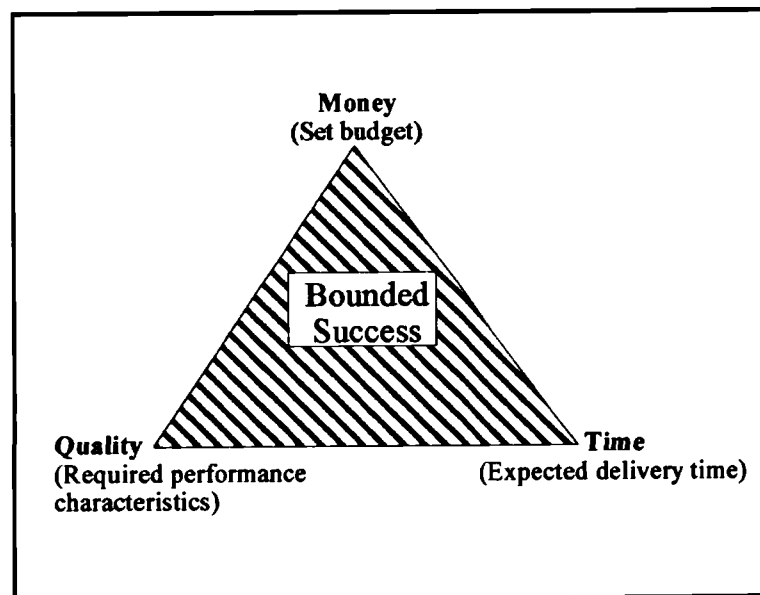 Money
(Set budget)
Bounded
Success
Quality
(Required performance
characteristics)
Time
(Expected delivery time)